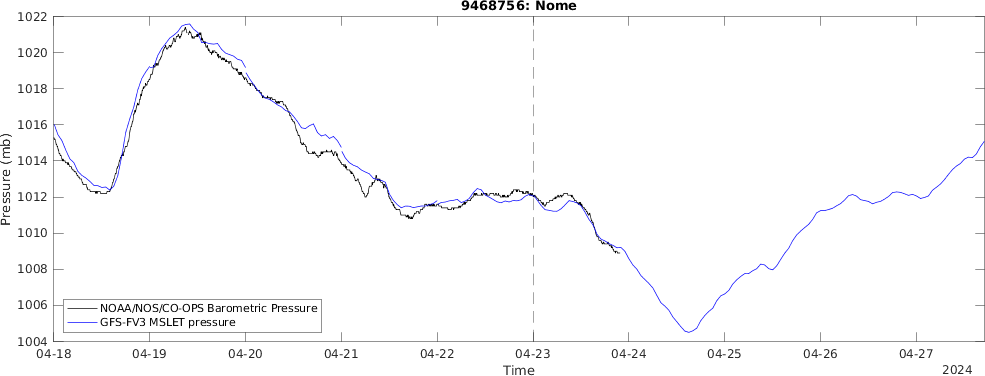 9468756: Nome
1022
1020
1018
1016
1014
1012
1010
1008
1006
1004
Pressure (mb)
NOAA/NOS/CO-OPS Barometric Pressure
GFS-FV3 MSLET pressure
04-18 04-19 04-20 04-21 04-22 04-23 04-24 04-25 04-26 04-27
Time
2024